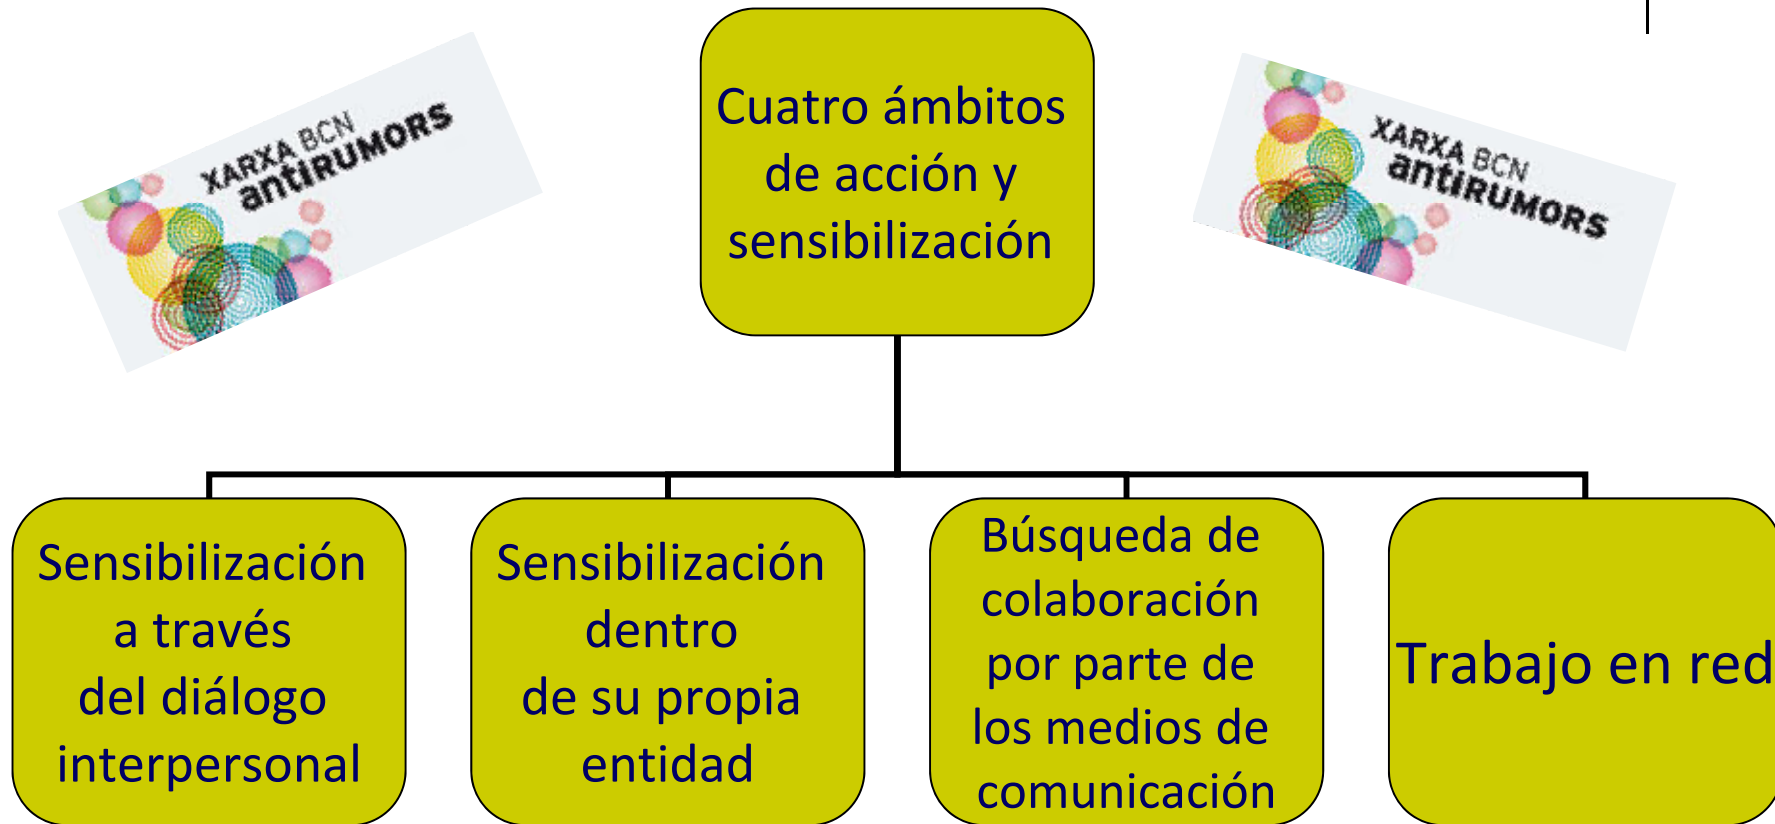 XARXA BCN
antiRUMORS
Cuatro ámbitos
de acción y
sensibilización
XARXA BCN
antiRUMORS
Sensibilización
a través
del diálogo
interpersonal
Sensibilización
dentro
de su propia
entidad
Búsqueda de
colaboración
por parte de
los medios de
comunicación
Trabajo en red